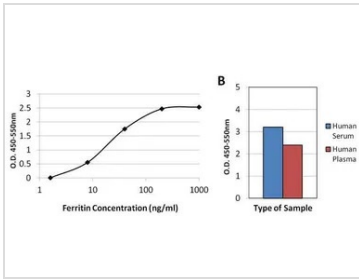 3
2.5
2
1.5
1
0.5
0
O.D. 450-550nm
1 10 100 1000
Ferritin Concentration (ng/ml)
B
5
4
3
2
1
0
O.D. 450-550nm
Type of Sample
Human
Serum
Human
Plasma